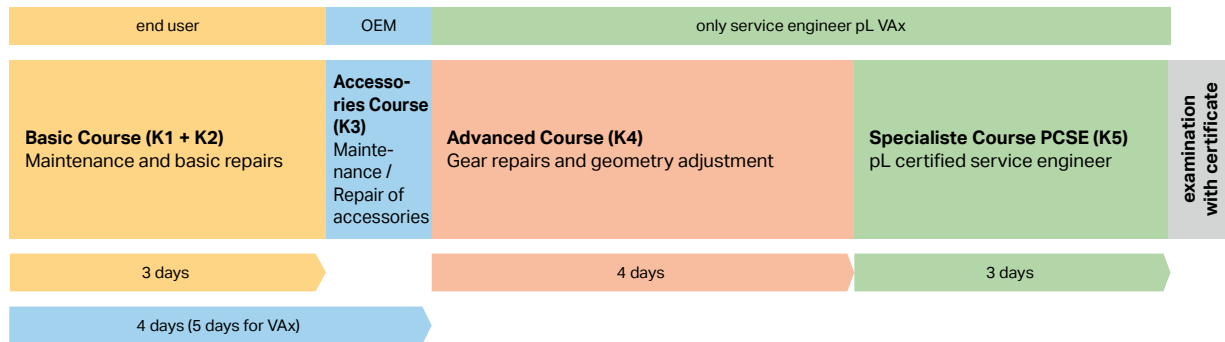 end user
OEM
only service engineer pL VAx
Basic Course (K1 + K2)
Maintenance and basic repairs
Accesso-
ries Course
(K3)
Mainte-
nance /
Repair of
accessories
Advanced Course (K4)
Gear repairs and geometry adjustment
Specialiste Course PCSE (K5)
pL certified service engineer
examination
with certificate
3 days
4 days
3 days
4 days (5 days for VAx)